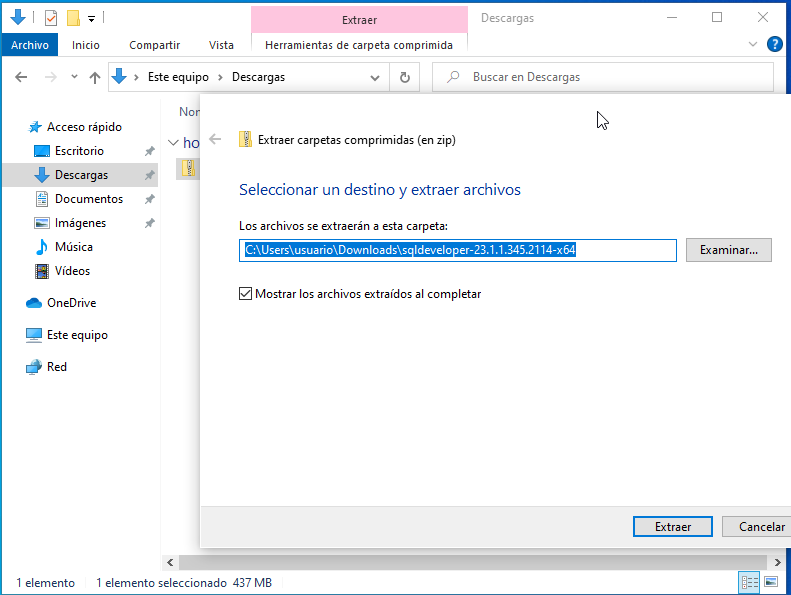 Extraer
Descargas
Archivo
Inicio
Compartir
Vista
Herramientas de carpeta comprimida
Este equipo
Descargas
Buscar en Descargas
Extraer carpetas comprimidas (en zip)
Seleccionar un destino y extraer archivos
Los archivos se extraerán a esta carpeta:
C:\Users\usuario\Downloads\sqldeveloper-23.1.1.345.2114-x64
Examinar...
Mostrar los archivos extraídos al completar
Acceso rápido
Escritorio
Descargas
Documentos
Imágenes
Música
Vídeos
OneDrive
Este equipo
Red
Extraer
Cancelar
1 elemento
1 elemento seleccionado 437 MB